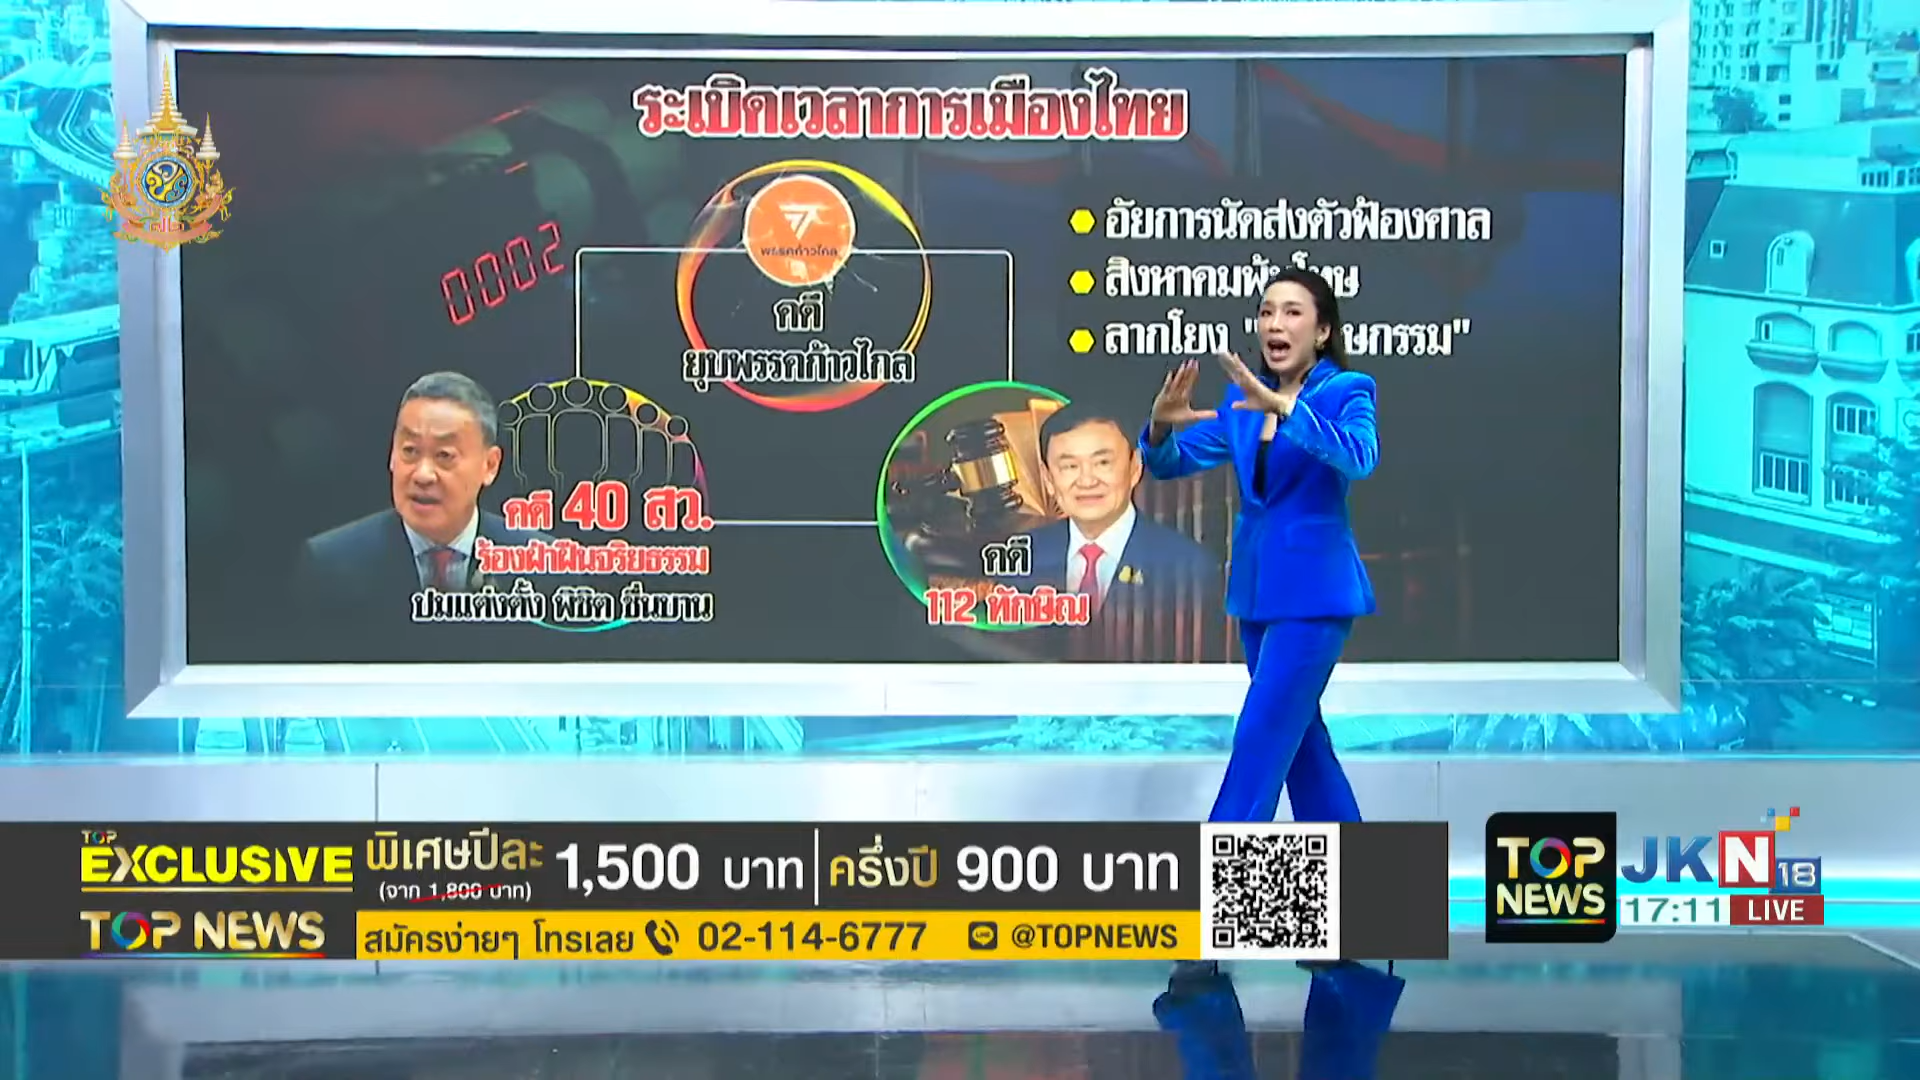 ระเบิดเวลาการเมืองไทย
0002
พรรคก้าวไกล
คดี
ยุบพรรคก้าวไกล
อัยการนัดส่งตัวฟ้องศาล
สิงหาคมพ้นโทษ
ลากโยง "
คดี 40 สว.
ร้องฝ่าฝืนจริยธรรม
ปมแต่งตั้ง พิชิต ชื่นบาน
คดี
112 ทักษิณ
TOP
EXCLUSIVE
TOP NEWS
พิเศษปีละ 1,500 บาท
(จาก 1,800 บาท)
ครึ่งปี 900 บาท
สมัครง่ายๆ โทรเลย 02-114-6777 LINE @TOPNEWS
TOP
NEWS
JKN
18
17:11 LIVE